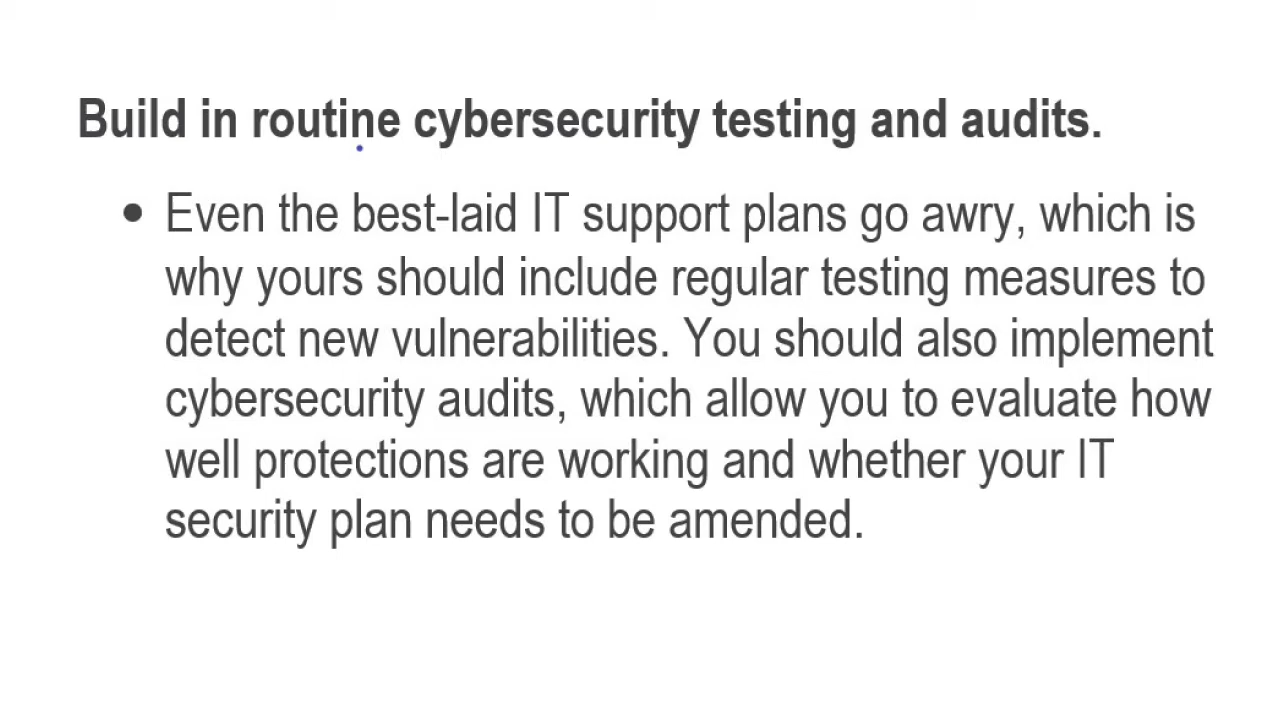 Build in routine cybersecurity testing and audits.
• Even the best-laid IT support plans go awry, which is
why yours should include regular testing measures to
detect new vulnerabilities. You should also implement
cybersecurity audits, which allow you to evaluate how
well protections are working and whether your IT
security plan needs to be amended.